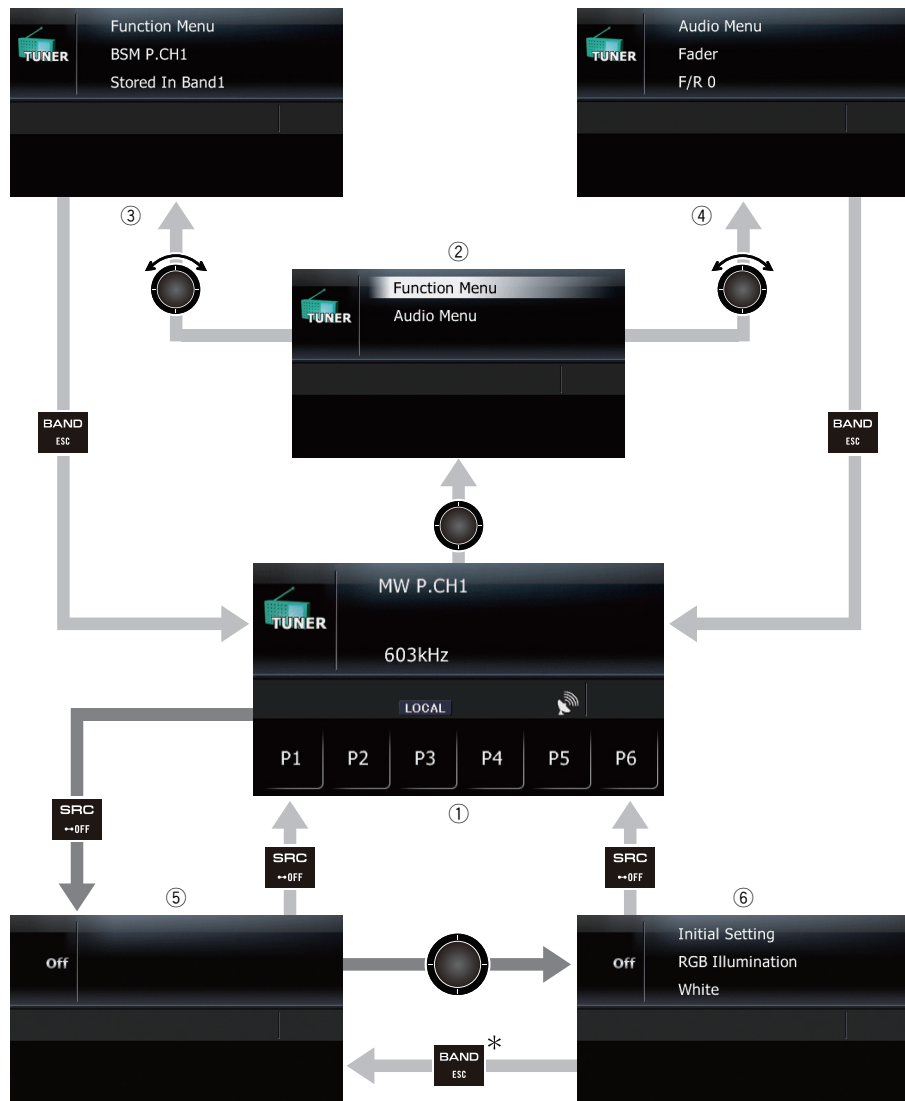 Function Menu
TUNER
BSM P.CH1
Stored In Band1
Audio Menu
TUNER
Fader
F/R 0
③
④
②
Function Menu
TUNER
Audio Menu
BAND
ESC
BAND
ESC
MW P.CH1
TUNER
603kHz
LOCAL
P1 P2 P3 P4 P5 P6
①
SRC
OFF
SRC
OFF
SRC
OFF
⑤
⑥
Off
Initial Setting
Off
RGB Illumination
White
BAND *
ESC